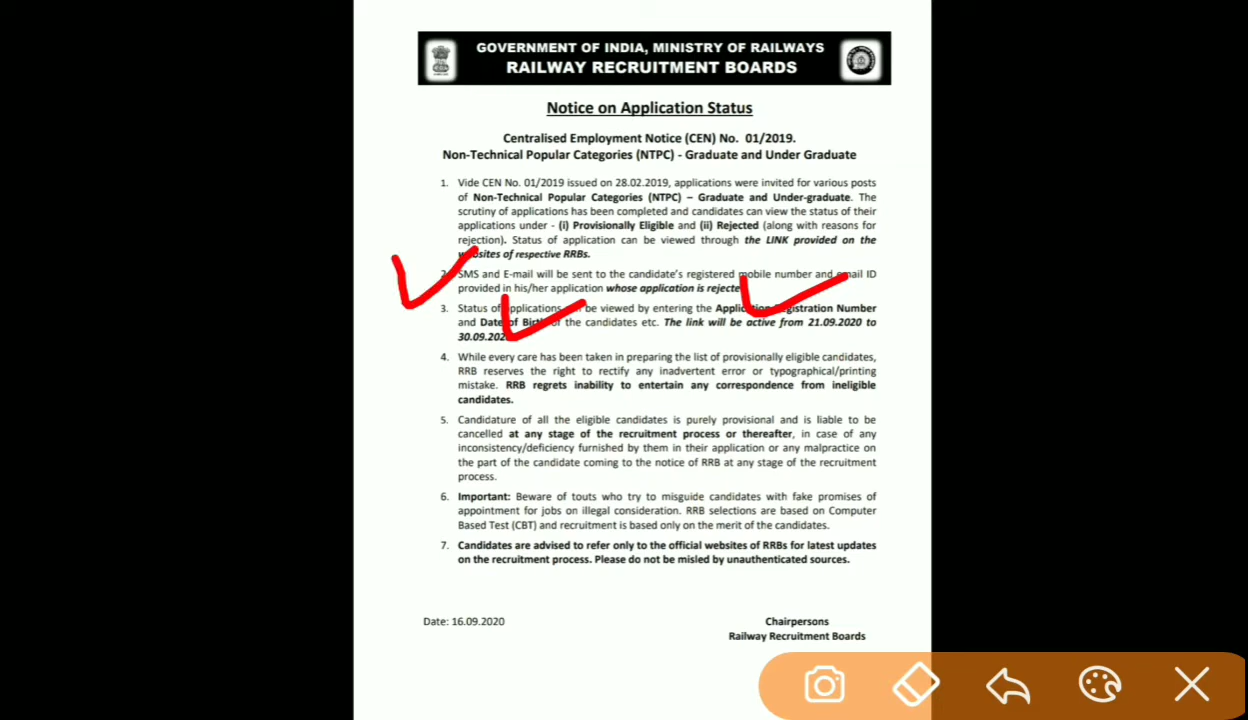 GOVERNMENT OF INDIA, MINISTRY OF RAILWAYS
RAILWAY RECRUITMENT BOARDS
Notice on Application Status
Centralised Employment Notice (CEN) No. 01/2019.
Non-Technical Popular Categories (NTPC) - Graduate and Under Graduate
1. Vide CEN No. 01/2019 issued on 28.02.2019, applications were invited for various posts
of Non-Technical Popular Categories (NTPC) – Graduate and Under-graduate. The
scrutiny of applications has been completed and candidates can view the status of their
applications under - (i) Provisionally Eligible and (ii) Rejected (along with reasons for
rejection). Status of application can be viewed through the LINK provided on the
websites of respective RRBs.
2. SMS and E-mail will be sent to the candidate's registered mobile number and email ID
provided in his/her application whose application is rejected
3. Status of applications be viewed by entering the Application Registration Number
and Date of Birth of the candidates etc. The link will be active from 21.09.2020 to
30.09.2020
4. While every care has been taken in preparing the list of provisionally eligible candidates,
RRB reserves the right to rectify any inadvertent error or typographical/printing
mistake. RRB regrets inability to entertain any correspondence from ineligible
candidates.
5. Candidature of all the eligible candidates is purely provisional and is liable to be
cancelled at any stage of the recruitment process or thereafter, in case of any
inconsistency/deficiency furnished by them in their application or any malpractice on
the part of the candidate coming to the notice of RRB at any stage of the recruitment
process.
6. Important: Beware of touts who try to misguide candidates with fake promises of
appointment for jobs on illegal consideration. RRB selections are based on Computer
Based Test (CBT) and recruitment is based only on the merit of the candidates.
7. Candidates are advised to refer only to the official websites of RRBs for latest updates
on the recruitment process. Please do not be misled by unauthenticated sources.
Date: 16.09.2020
Chairpersons
Railway Recruitment Boards